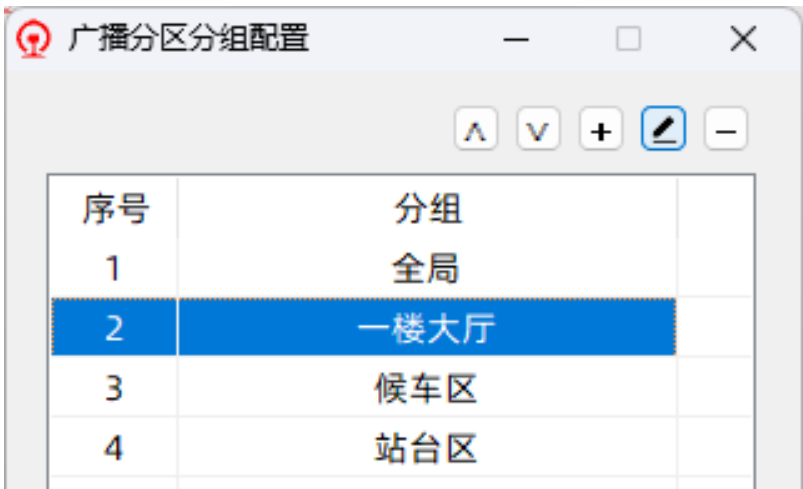 广播分区分组配置
序号 分组
1 全局
2 一楼大厅
3 候车区
4 站台区